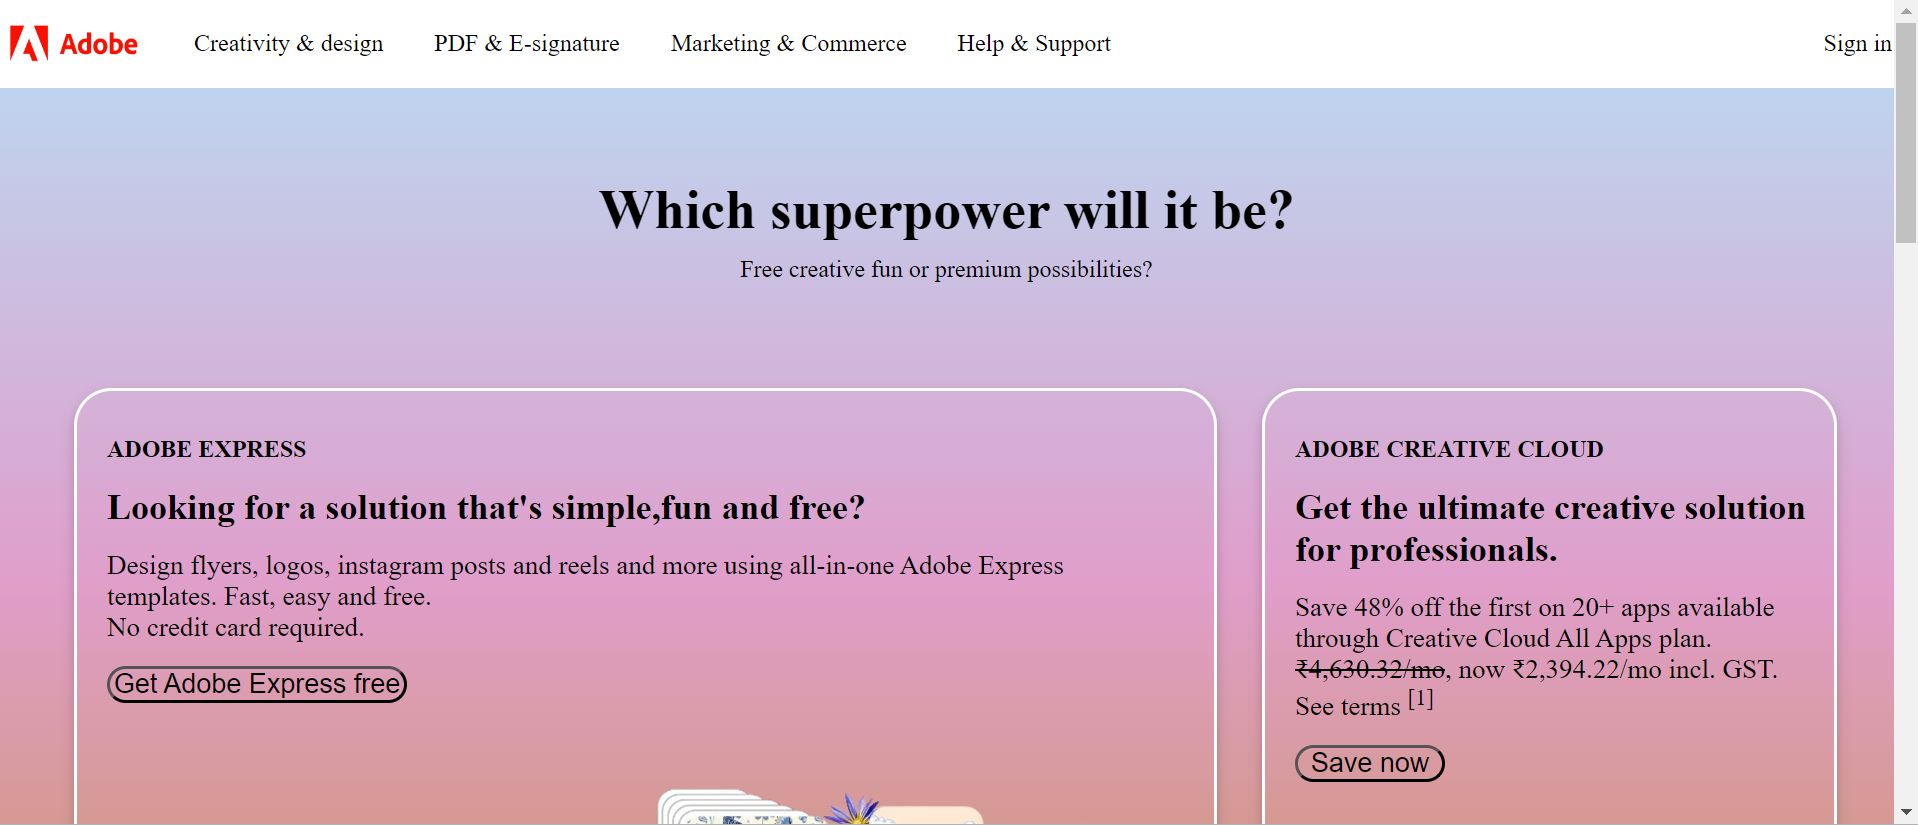 Adobe Creativity & design PDF & E-signature Marketing & Commerce Help & Support Sign in
Which superpower will it be?
Free creative fun or premium possibilities?
ADOBE EXPRESS
Looking for a solution that's simple,fun and free?
Design flyers, logos, instagram posts and reels and more using all-in-one Adobe Express
templates. Fast, easy and free.
No credit card required.
Get Adobe Express free
ADOBE CREATIVE CLOUD
Get the ultimate creative solution
for professionals.
Save 48% off the first on 20+ apps available
through Creative Cloud All Apps plan.
₹4,630.32/mo, now ₹2,394.22/mo incl. GST.
See terms [1]
Save now